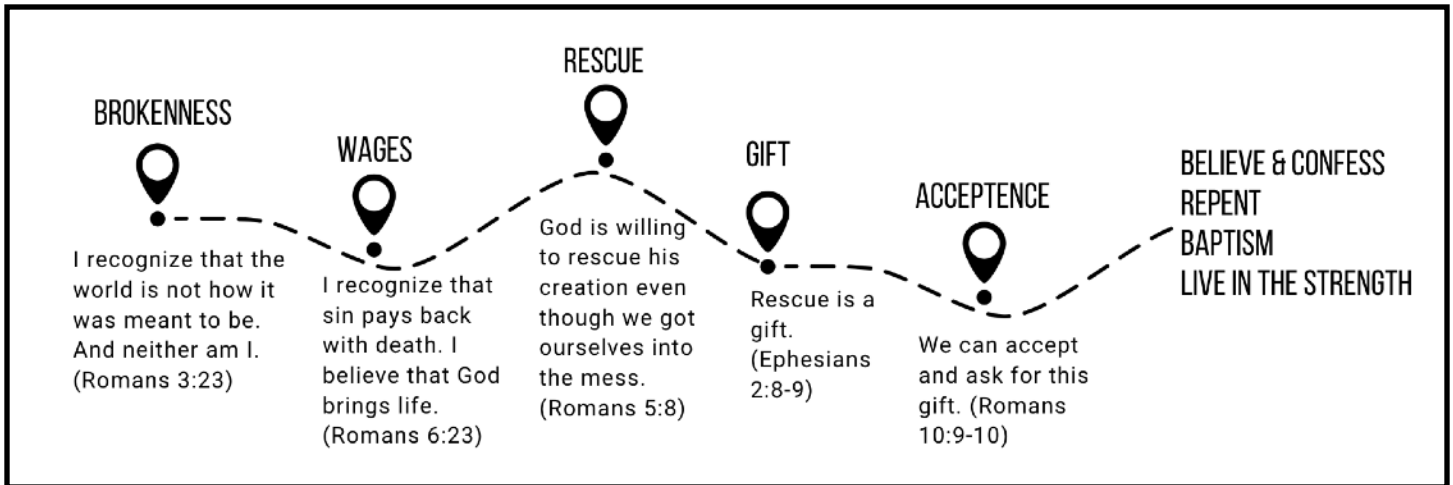 BROKENNESS
I recognize that the
world is not how it
was meant to be.
And neither am I.
(Romans 3:23)
WAGES
I recognize that
sin pays back
with death. I
believe that God
brings life.
(Romans 6:23)
RESCUE
God is willing
to rescue his
creation even
though we got
ourselves into
the mess.
(Romans 5:8)
GIFT
Rescue is a
gift.
(Ephesians
2:8-9)
ACCEPTENCE
We can accept
and ask for this
gift. (Romans
10:9-10)
BELIEVE & CONFESS
REPENT
BAPTISM
LIVE IN THE STRENGTH